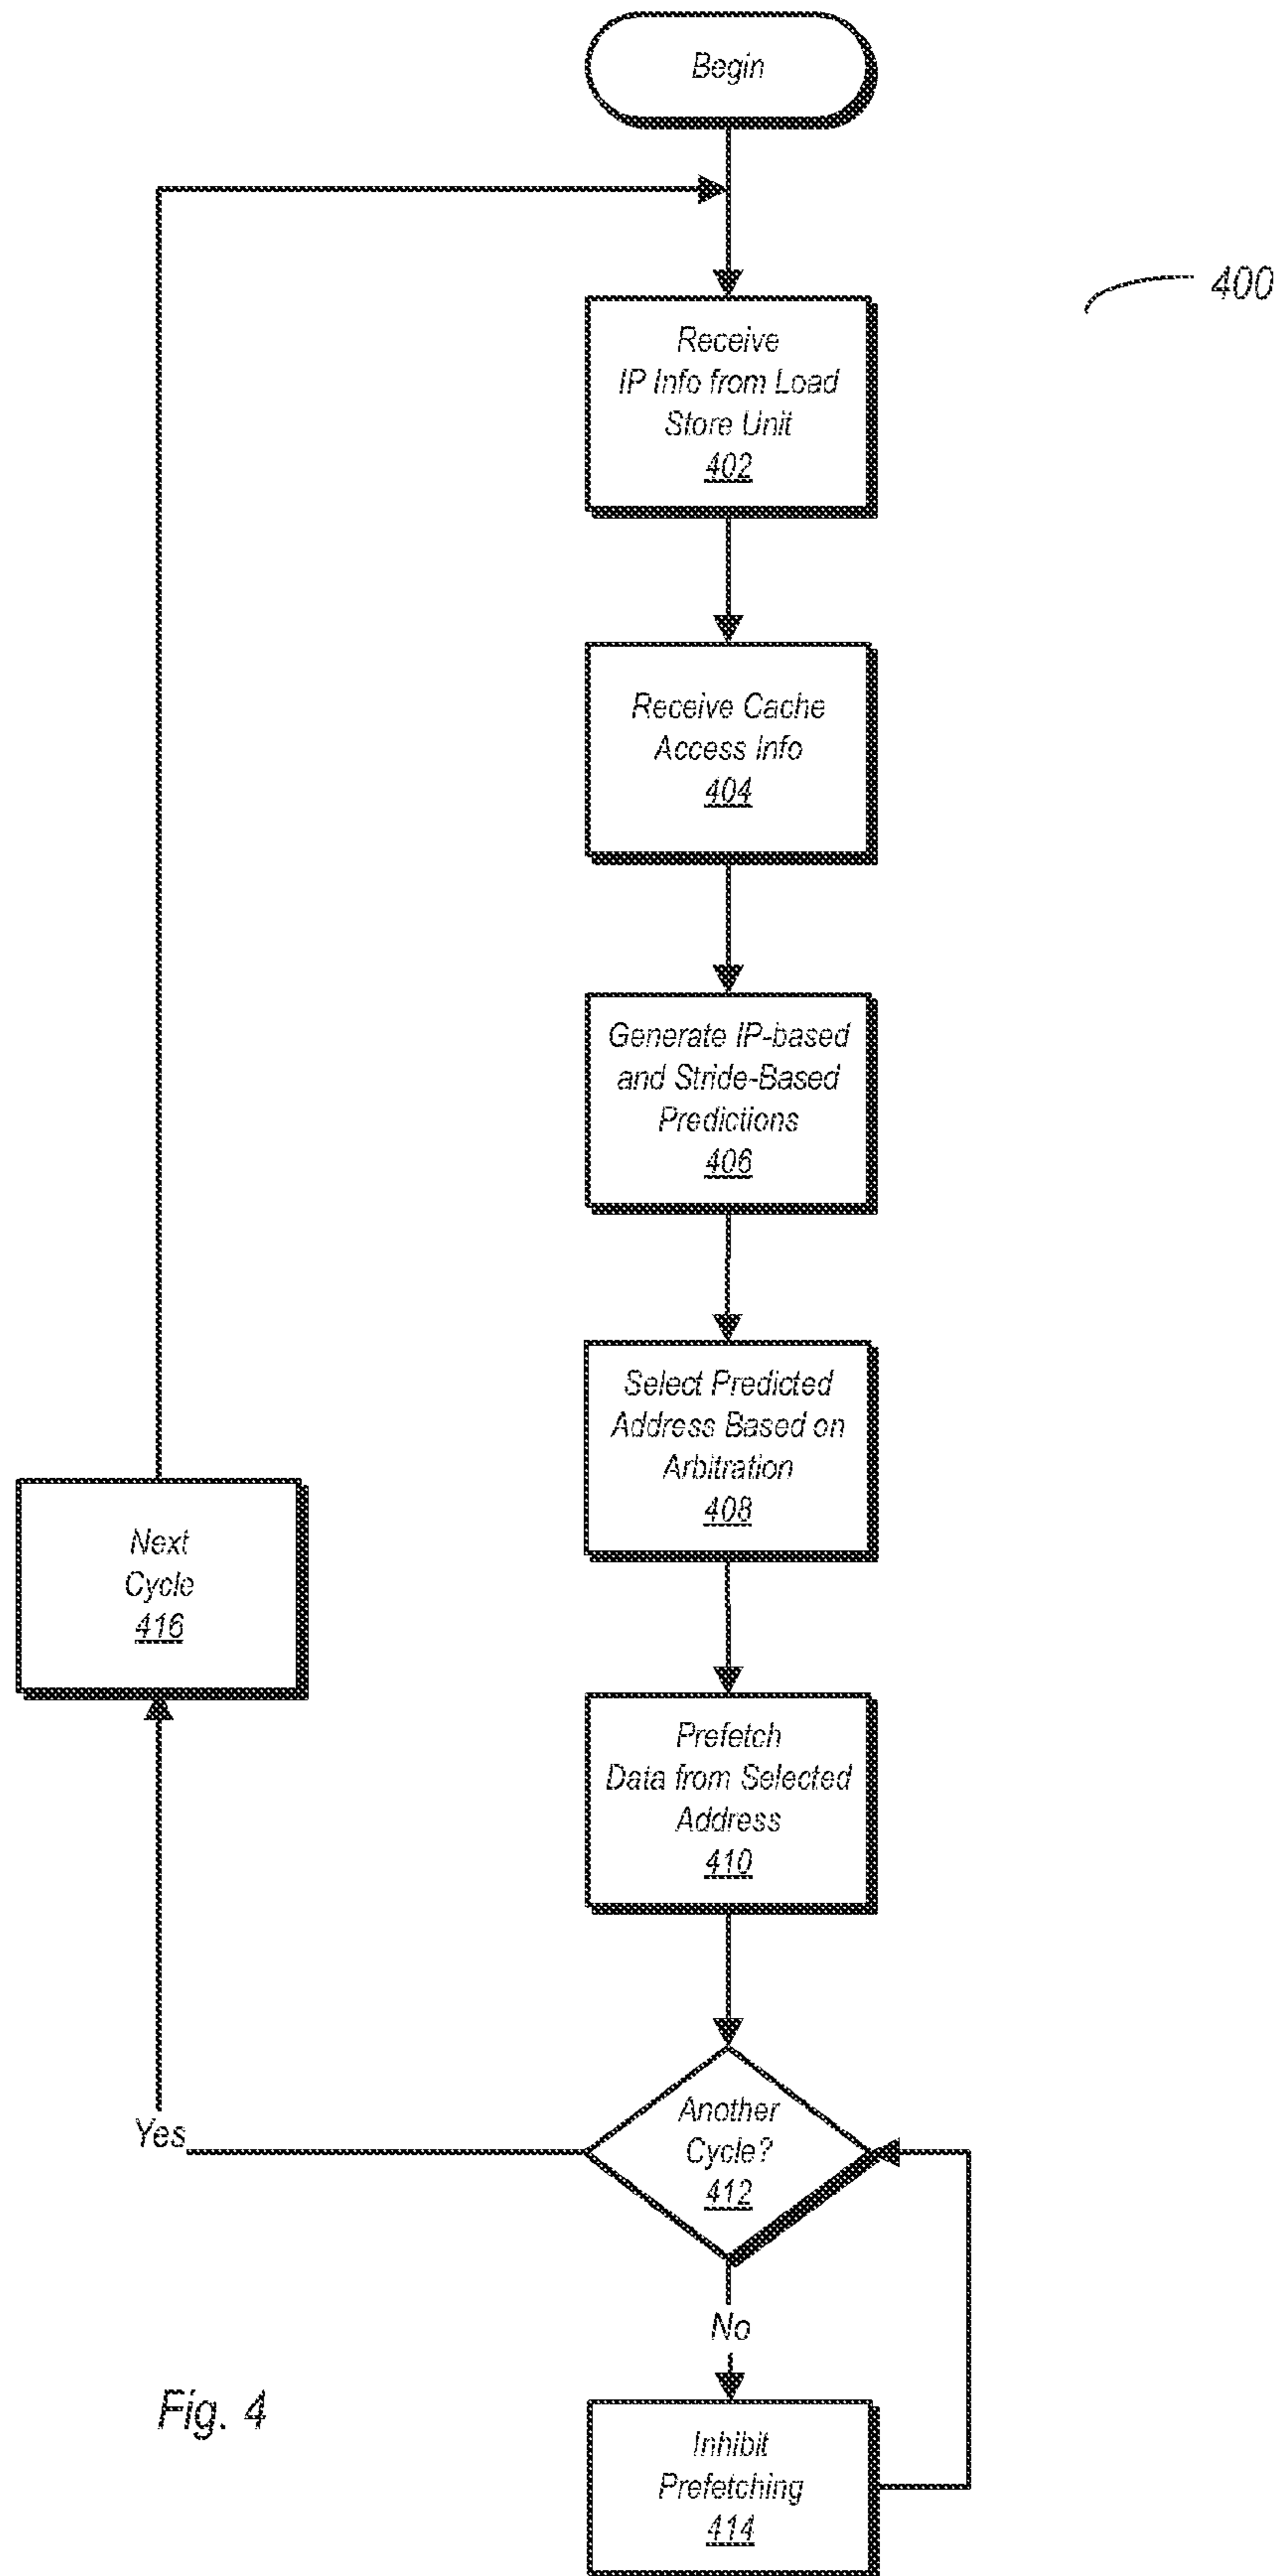 Begin
400
Receive
IP Info from Load
Store Unit
402
Receive Cache
Access Info
404
Generate IP-based
and Stride-Based
Predictions
406
Select Predicted
Address Based on
Arbitration
408
Next
Cycle
416
Prefetch
Data from Selected
Address
410
Another
Cycle?
412
Yes
No
Inhibit
Prefetching
414
Fig. 4